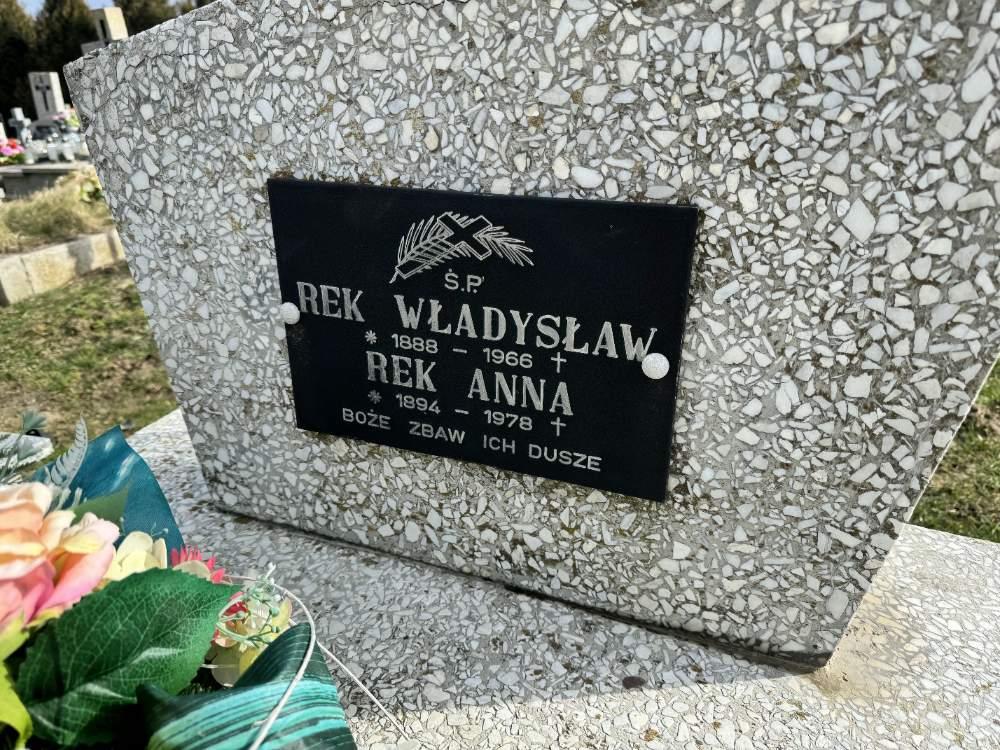 Ś.P.
REK WŁADYSŁAW
* 1888 – 1966 †
REK ANNA
* 1894 – 1978 †
BOŻE ZBAW ICH DUSZE